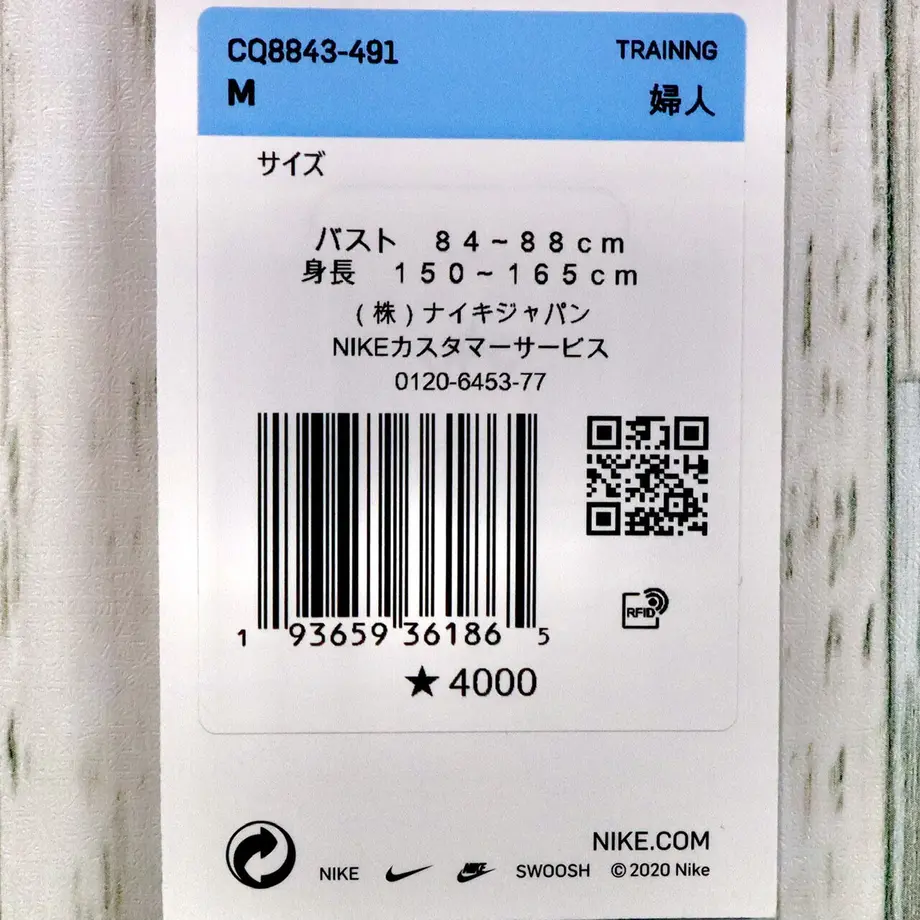 CQ8843-491 TRAINNG
M 婦人
サイズ
バスト 84~88cm
身長 150~165cm
(株)ナイキジャパン
NIKEカスタマーサービス
0120-6453-77
RFID
1 93659 36186 5
★4000
NIKE.COM
NIKE NIKE SWOOSH ©2020 Nike